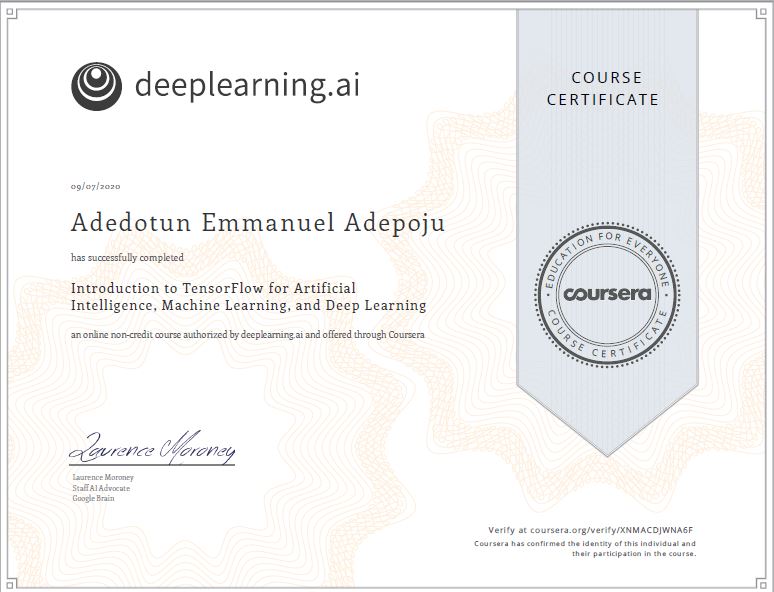 deeplearning.ai
COURSE
CERTIFICATE
09/07/2020
Adedotun Emmanuel Adepoju
has successfully completed
Introduction to TensorFlow for Artificial
Intelligence, Machine Learning, and Deep Learning
an online non-credit course authorized by deeplearning.ai and offered through Coursera
EDUCATION FOR EVERYONE
coursera
COURSE CERTIFICATE
Laurence Moroney
Laurence Moroney
Staff AI Advocate
Google Brain
Verify at coursera.org/verify/XNMACDJWNA6F
Coursera has confirmed the identity of this individual and
their participation in the course.